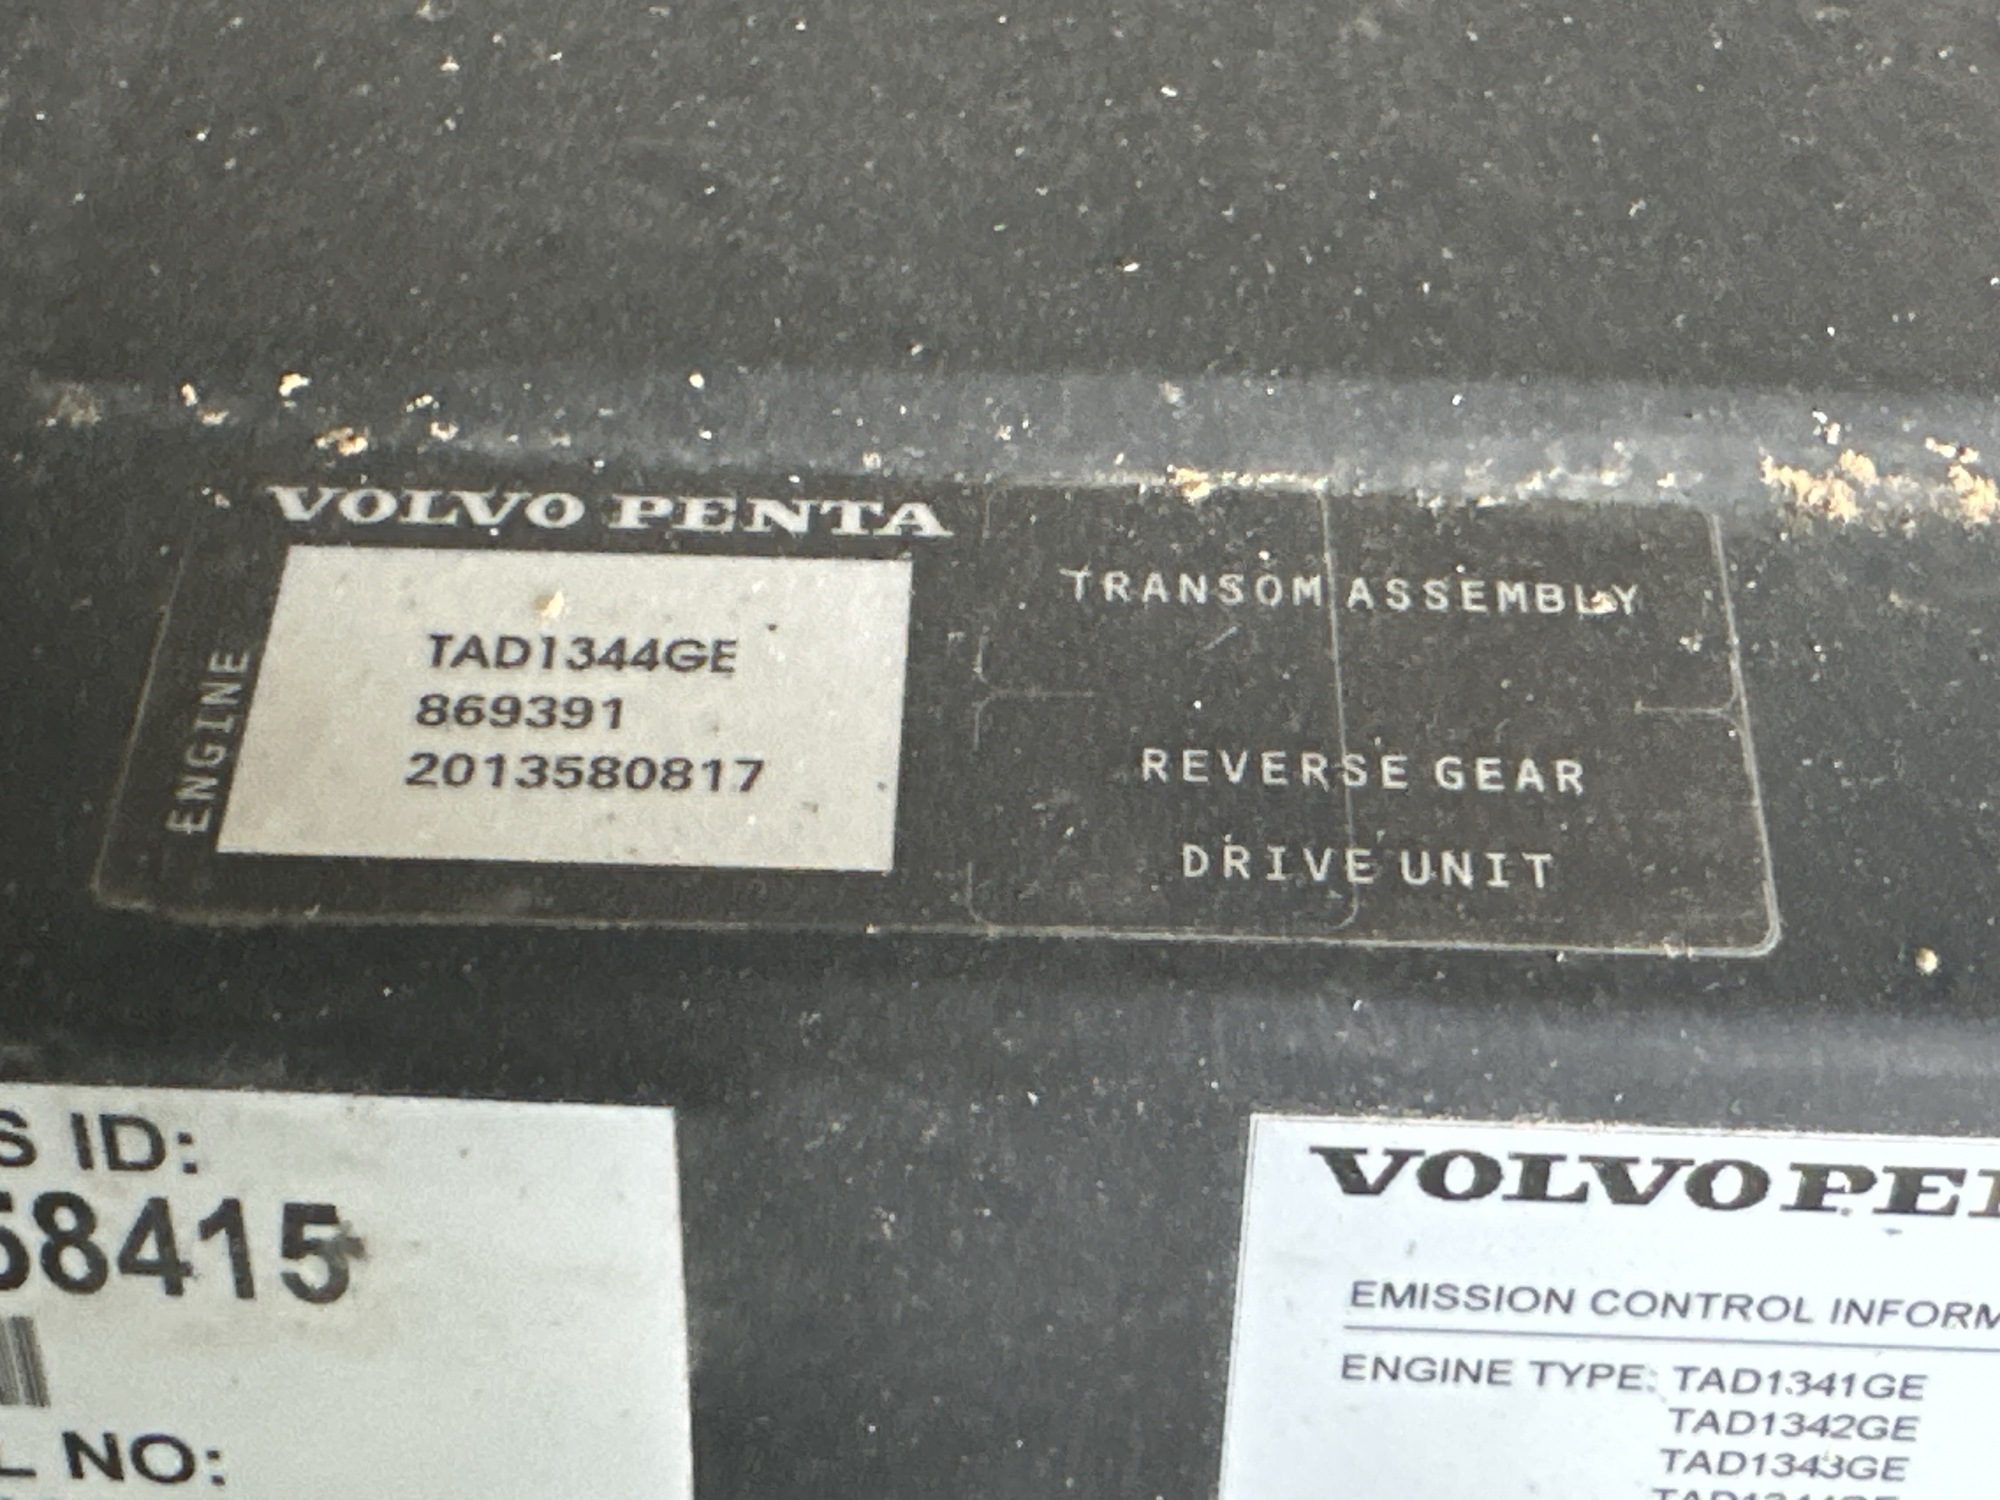 VOLVO PENTA
ENGINE
TAD1344GE
869391
2013580817
TRANSOM ASSEMBLY
REVERSE GEAR
DRIVE UNIT
S ID:
58415
L NO:
VOLVO PE
EMISSION CONTROL INFORM
ENGINE TYPE: TAD1341GE
TAD1342GE
TAD1343GE